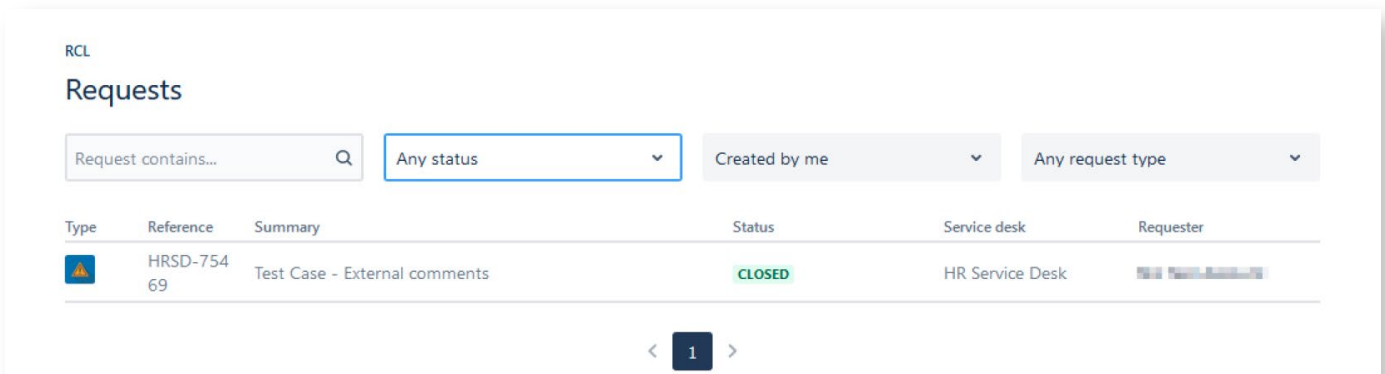 RCL
Requests
Request contains... Any status Created by me Any request type
Type Reference Summary Status Service desk Requester
HRSD-754
69 Test Case - External comments CLOSED HR Service Desk
< 1 >